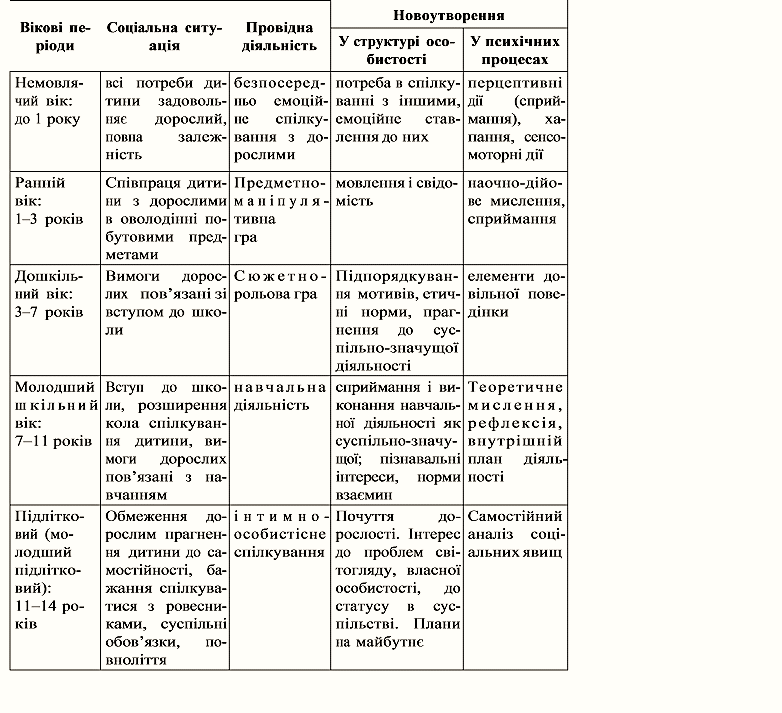 Вікові пе-
ріоди
Соціальна ситу-
ація
Провідна
діяльність
Новоутворення
У структурі осо-
бистості
У психічних
процесах
Немовля-
чий вік:
до 1 року
всі потреби ди-
тини задоволь-
няє дорослий,
повна залеж-
ність
безпосеред-
ньо емоцій-
не спілку-
вання з до-
рослими
потреба в спілку-
ванні з іншими,
емоційне став-
лення до них
перцептивні
дії (сприй-
мання), ха-
пання, сенсо-
моторні дії
Ранній
вік:
1–3 років
Співпраця дити-
ни з дорослими
в оволодінні по-
бутовими пред-
метами
Предметно-
маніпуля-
тивна
гра
мовлення і свідо-
мість
наочно-дійо-
ве мислення,
сприймання
Дошкіль-
ний вік:
3–7 років
Вимоги дорос-
лих пов’язані зі
вступом до шко-
ли
Сюжетно-
рольова гра
Підпорядкуван-
ня мотивів, етич-
ні норми, праг-
нення до сус-
пільно-значущої
діяльності
елементи до-
вільної пове-
дінки
Молодший
шкільний
вік:
7–11 років
Вступ до шко-
ли, розширення
кола спілкуван-
ня дитини, ви-
моги дорослих
пов’язані з на-
вчанням
навчальна
діяльність
сприймання і ви-
конання навчаль-
ної діяльності як
суспільно-значу-
щої; пізнавальні
інтереси, норми
взаємин
Теоретичне
мислення,
рефлексія,
внутрішній
план діяль-
ності
Підлітко-
вий (мо-
лодший
підлітко-
вий):
11–14 ро-
ків
Обмеження до-
рослим прагнен-
ня дитини до са-
мостійності, ба-
жання спілкува-
тися з ровесни-
ками, суспільні
обов’язки, по-
вноліття
інтимно-
особистісне
спілкування
Почуття до-
рослості. Інтерес
до проблем сві-
тогляду, власної
особистості, до
статусу в сус-
пільстві. Плани
на майбутнє
Самостійний
аналіз соці-
альних явищ